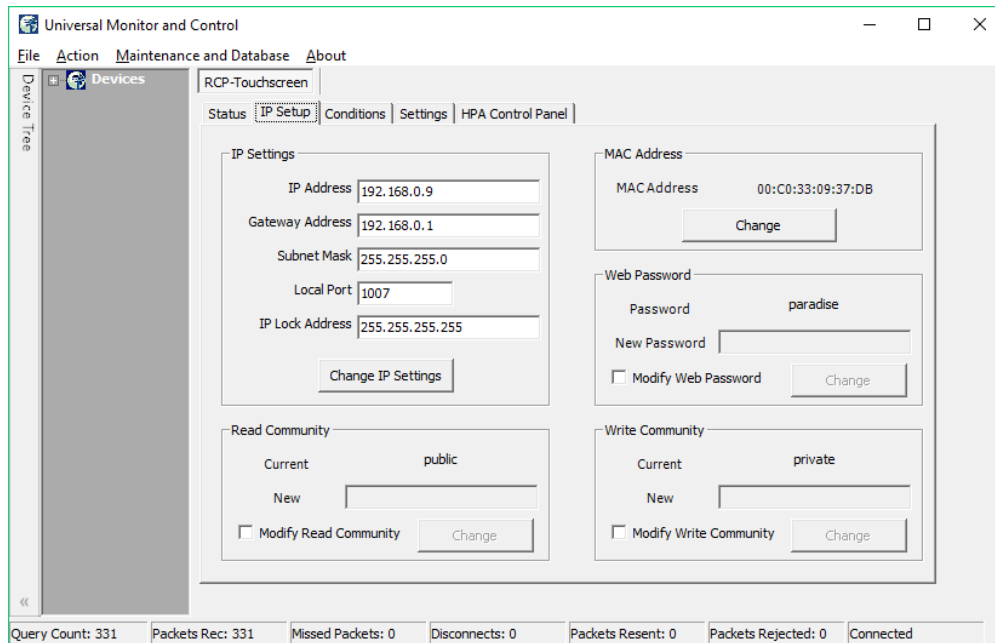 Universal Monitor and Control
File Action Maintenance and Database About
Device Tree
Devices
RCP-Touchscreen
Status IP Setup Conditions Settings HPA Control Panel
IP Settings
IP Address 192.168.0.9
Gateway Address 192.168.0.1
Subnet Mask 255.255.255.0
Local Port 1007
IP Lock Address 255.255.255.255
Change IP Settings
MAC Address
MAC Address 00:C0:33:09:37:DB
Change
Web Password
Password paradise
New Password
Modify Web Password Change
Read Community
Current public
New
Modify Read Community Change
Write Community
Current private
New
Modify Write Community Change
Query Count: 331 Packets Rec: 331 Missed Packets: 0 Disconnects: 0 Packets Resent: 0 Packets Rejected: 0 Connected